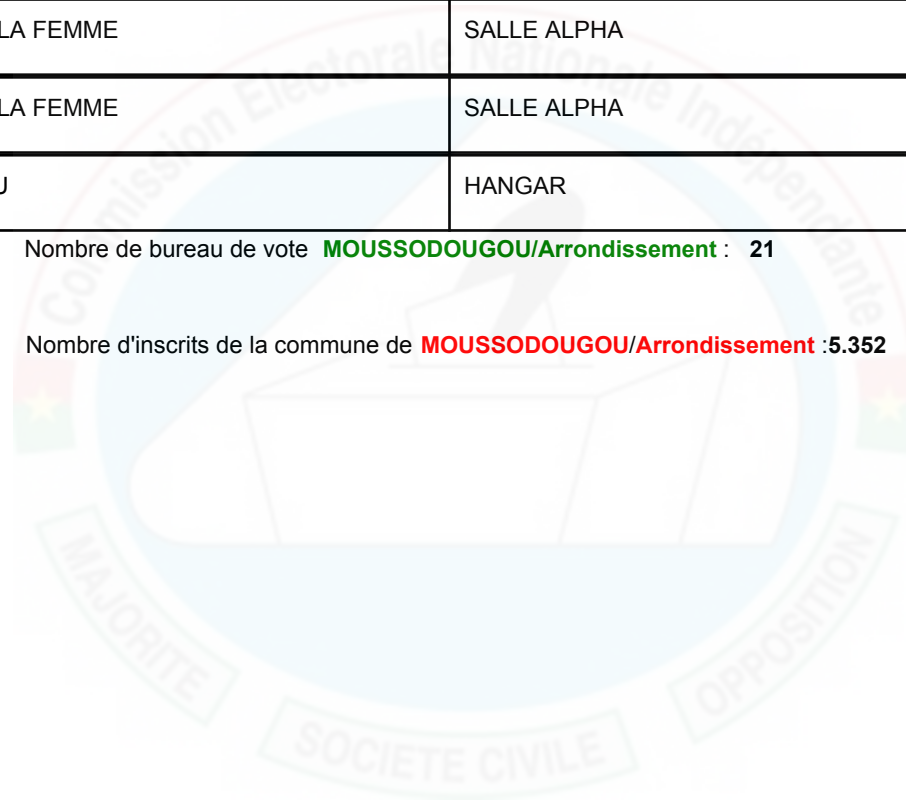 LA FEMME SALLE ALPHA
LA FEMME SALLE ALPHA
U HANGAR
Nombre de bureau de vote MOUSSODOUGOU/Arrondissement : 21
Nombre d'inscrits de la commune de MOUSSODOUGOU/Arrondissement :5.352
Commission Electorale Nationale Indépendante
MAJORITE
SOCIETE CIVILE
OPPOSITION